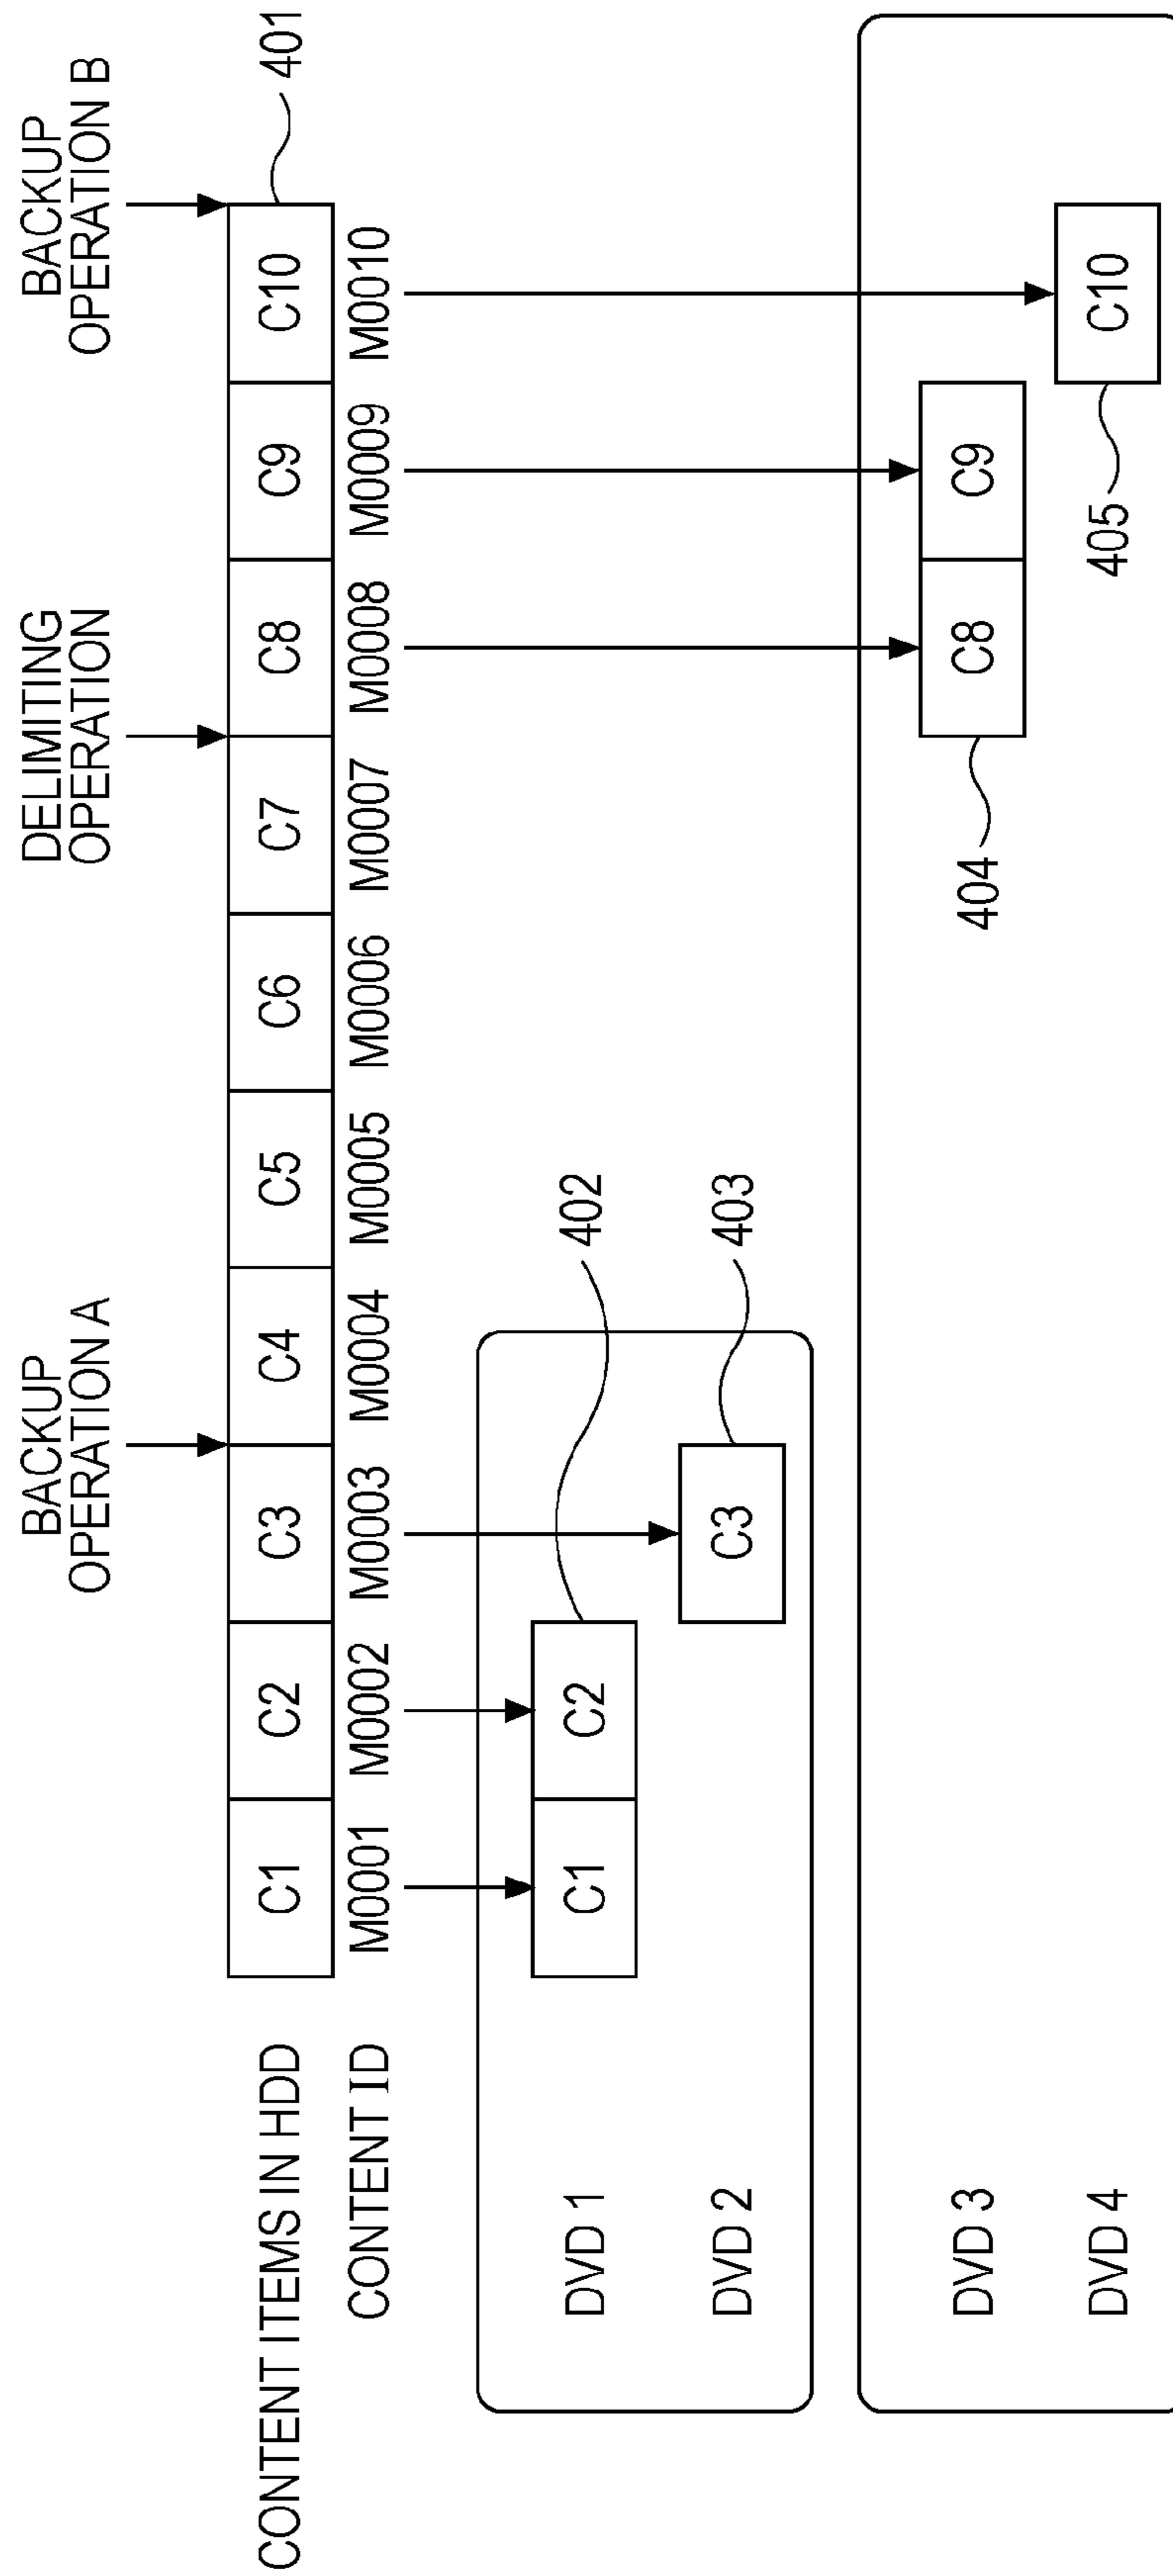 BACKUP
OPERATION A
DELIMITING
OPERATION
BACKUP
OPERATION B
CONTENT ITEMS IN HDD
C1 C2 C3 C4 C5 C6 C7 C8 C9 C10
401
CONTENT ID
M0001 M0002 M0003 M0004 M0005 M0006 M0007 M0008 M0009 M0010
DVD 1
C1 C2
402
DVD 2
C3
403
DVD 3
404
C8 C9
DVD 4
405
C10